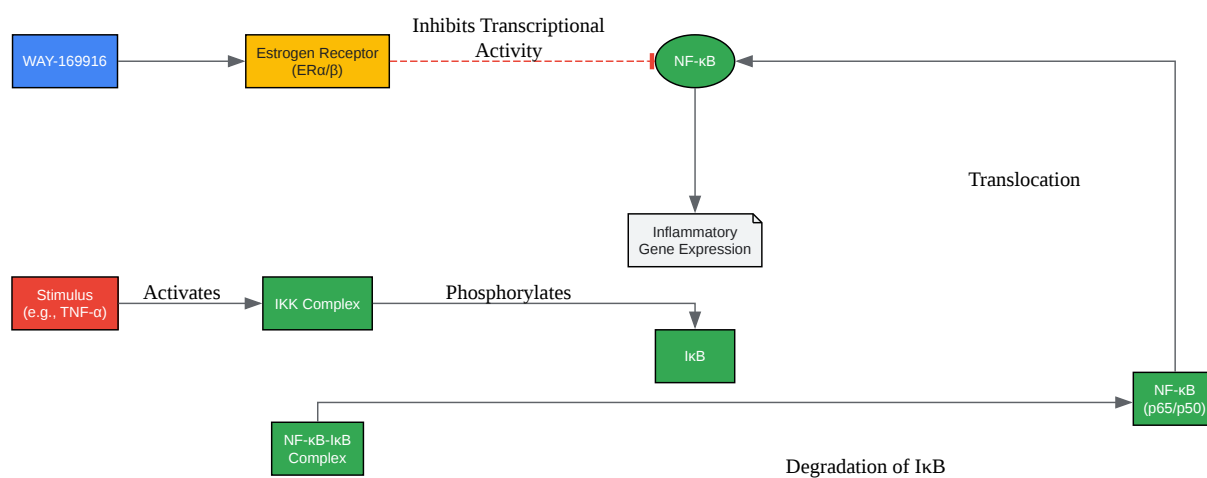 Inhibits Transcriptional
Activity
WAY-169916
Estrogen Receptor
(ERα/β)
NF-κB
Translocation
Inflammatory
Gene Expression
Stimulus
(e.g., TNF-α)
Activates
IKK Complex
Phosphorylates
IκB
NF-κB
(p65/p50)
NF-κB-IκB
Complex
Degradation of IκB